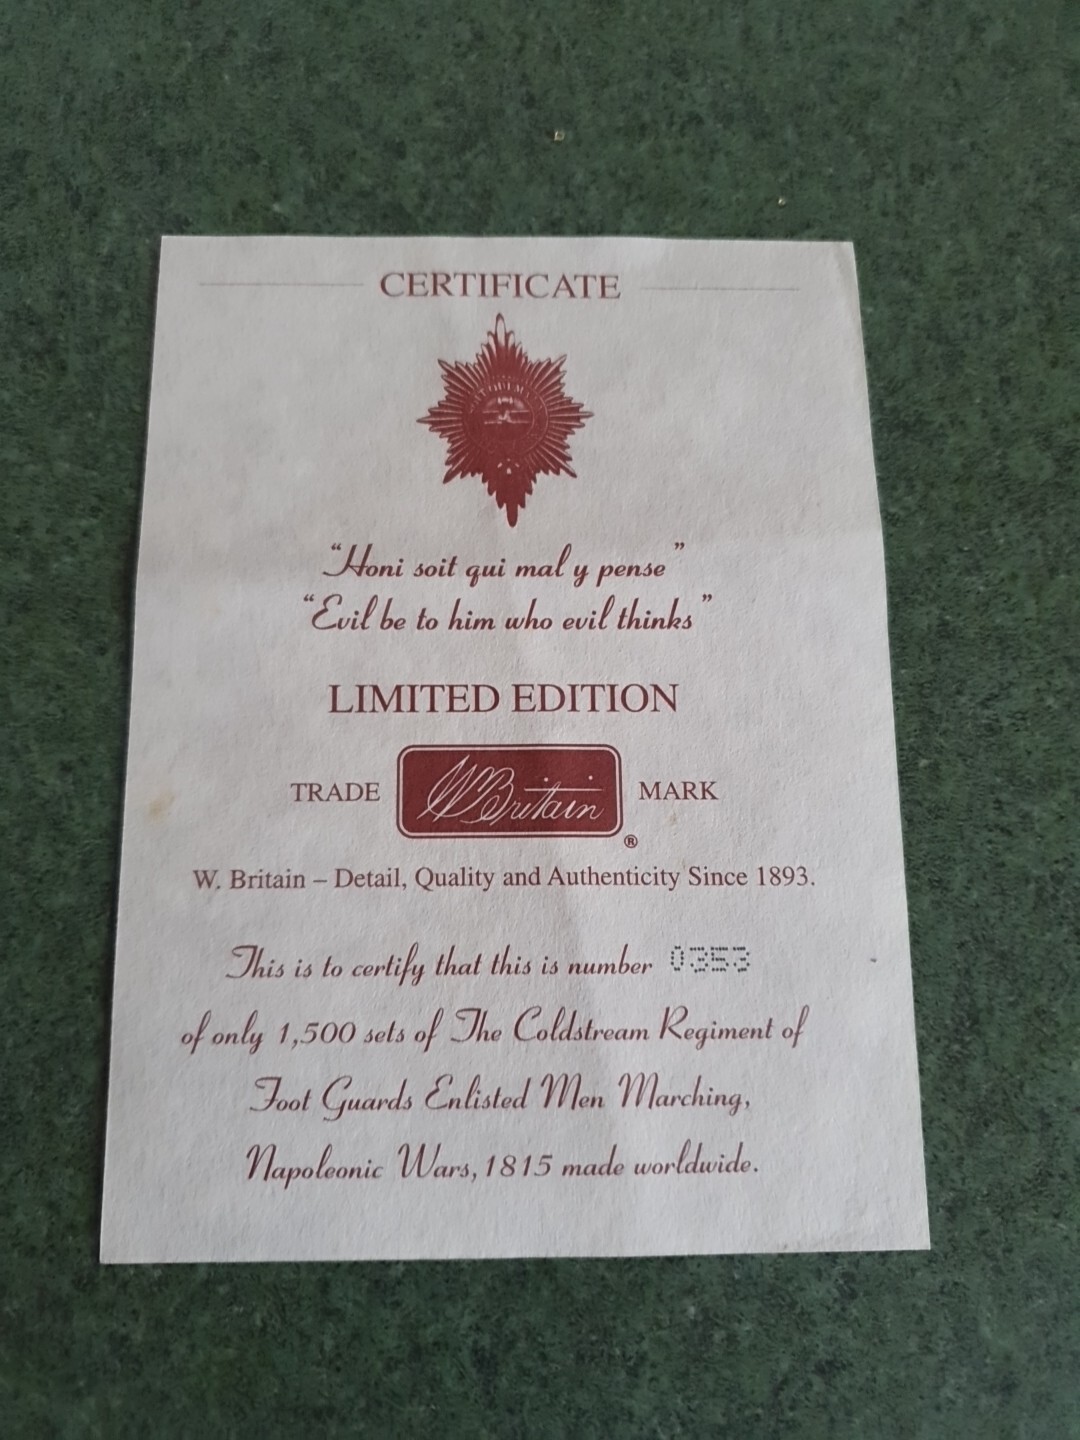 CERTIFICATE
"Honi soit qui mal y pense"
"Evil be to him who evil thinks"
LIMITED EDITION
TRADE W Britain MARK
®
W. Britain – Detail, Quality and Authenticity Since 1893.
This is to certify that this is number 0353
of only 1,500 sets of The Coldstream Regiment of
Foot Guards Enlisted Men Marching,
Napoleonic Wars, 1815 made worldwide.